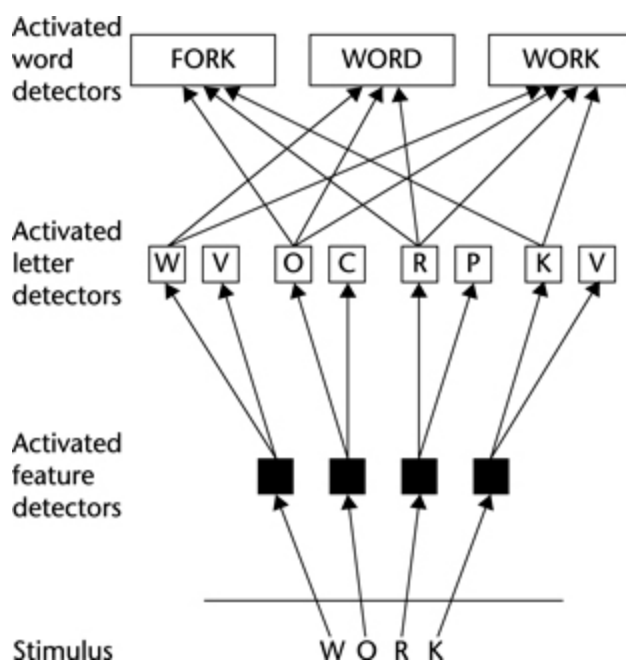 Activated
word
detectors
FORK
WORD
WORK
Activated
letter
detectors
W V O C R P K V
Activated
feature
detectors
Stimulus
W O R K